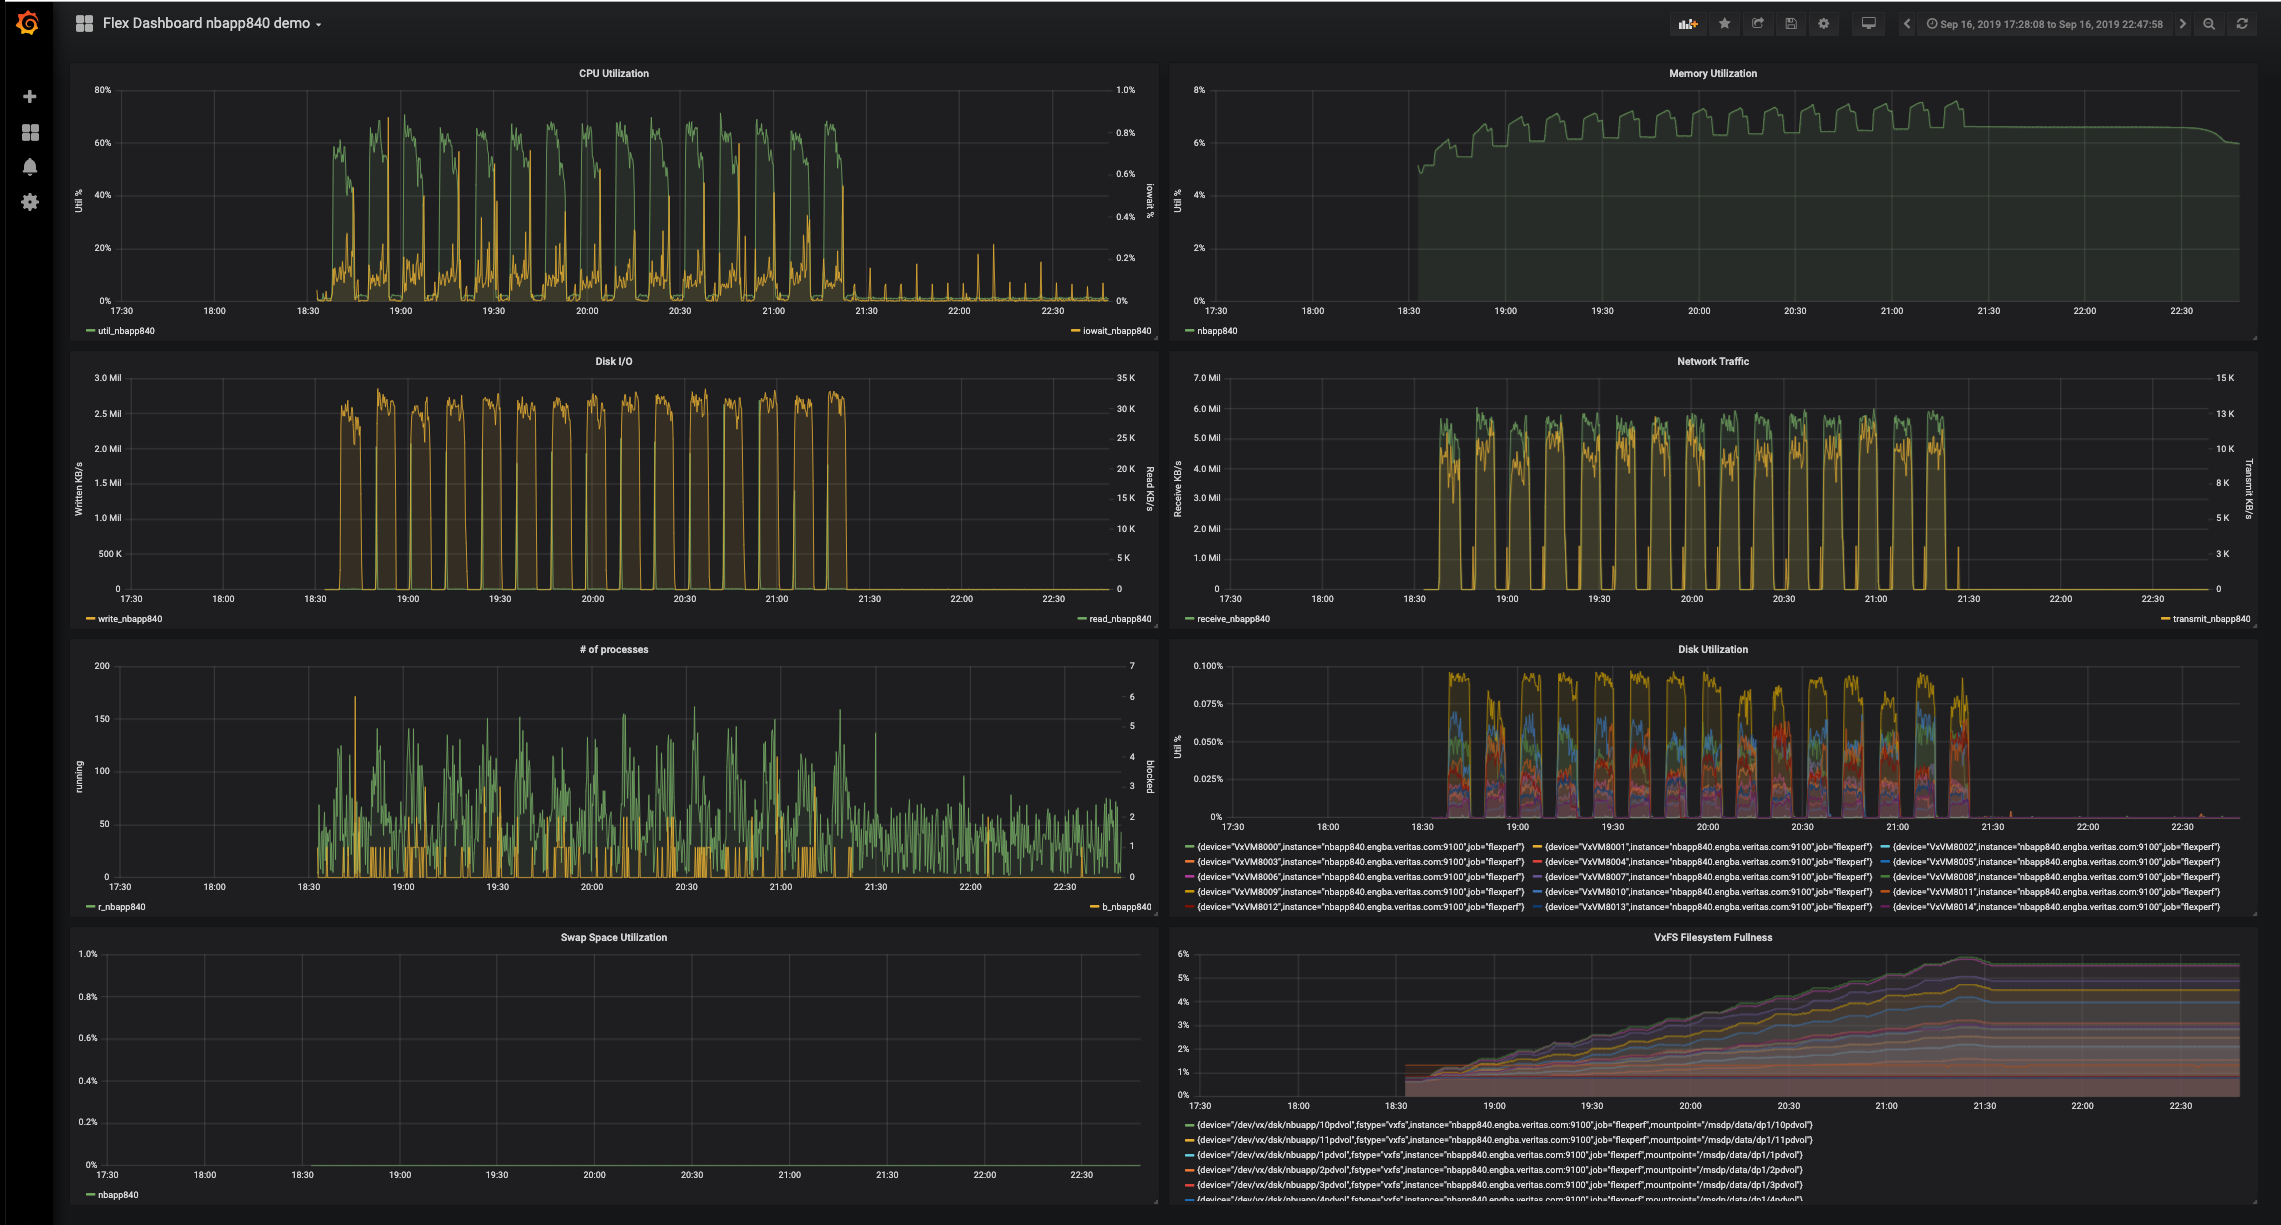 Flex Dashboard nbapp840 demo
Sep 16, 2019 17:28:08 to Sep 16, 2019 22:47:58
CPU Utilization
80%
60%
40%
20%
0%
Util %
1.0%
0.8%
0.6%
0.4%
0.2%
0%
iowait %
17:30 18:00 18:30 19:00 19:30 20:00 20:30 21:00 21:30 22:00 22:30
util_nbapp840 iowait_nbapp840
Memory Utilization
8%
6%
4%
2%
0%
Util %
17:30 18:00 18:30 19:00 19:30 20:00 20:30 21:00 21:30 22:00 22:30
nbapp840
Disk I/O
3.0 Mil
2.5 Mil
2.0 Mil
1.5 Mil
1.0 Mil
500 K
0
Written KB/s
35 K
30 K
25 K
20 K
15 K
10 K
5 K
0
Read KB/s
17:30 18:00 18:30 19:00 19:30 20:00 20:30 21:00 21:30 22:00 22:30
write_nbapp840 read_nbapp840
Network Traffic
7.0 Mil
6.0 Mil
5.0 Mil
4.0 Mil
3.0 Mil
2.0 Mil
1.0 Mil
0
Receive KB/s
15 K
13 K
10 K
8 K
5 K
3 K
0
Transmit KB/s
17:30 18:00 18:30 19:00 19:30 20:00 20:30 21:00 21:30 22:00 22:30
receive_nbapp840 transmit_nbapp840
# of processes
200
150
100
50
0
running
7
6
5
4
3
2
1
0
blocked
17:30 18:00 18:30 19:00 19:30 20:00 20:30 21:00 21:30 22:00 22:30
r_nbapp840 b_nbapp840
Disk Utilization
0.100%
0.075%
0.050%
0.025%
0%
Util %
17:30 18:00 18:30 19:00 19:30 20:00 20:30 21:00 21:30 22:00 22:30
{device="VxVM8000",instance="nbapp840.engba.veritas.com:9100",job="flexperf"} {device="VxVM8001",instance="nbapp840.engba.veritas.com:9100",job="flexperf"} {device="VxVM8002",instance="nbapp840.engba.veritas.com:9100",job="flexperf"}
{device="VxVM8003",instance="nbapp840.engba.veritas.com:9100",job="flexperf"} {device="VxVM8004",instance="nbapp840.engba.veritas.com:9100",job="flexperf"} {device="VxVM8005",instance="nbapp840.engba.veritas.com:9100",job="flexperf"}
{device="VxVM8006",instance="nbapp840.engba.veritas.com:9100",job="flexperf"} {device="VxVM8007",instance="nbapp840.engba.veritas.com:9100",job="flexperf"} {device="VxVM8008",instance="nbapp840.engba.veritas.com:9100",job="flexperf"}
{device="VxVM8009",instance="nbapp840.engba.veritas.com:9100",job="flexperf"} {device="VxVM8010",instance="nbapp840.engba.veritas.com:9100",job="flexperf"} {device="VxVM8011",instance="nbapp840.engba.veritas.com:9100",job="flexperf"}
{device="VxVM8012",instance="nbapp840.engba.veritas.com:9100",job="flexperf"} {device="VxVM8013",instance="nbapp840.engba.veritas.com:9100",job="flexperf"} {device="VxVM8014",instance="nbapp840.engba.veritas.com:9100",job="flexperf"}
Swap Space Utilization
1.0%
0.8%
0.6%
0.4%
0.2%
0%
17:30 18:00 18:30 19:00 19:30 20:00 20:30 21:00 21:30 22:00 22:30
nbapp840
VxFS Filesystem Fullness
6%
5%
4%
3%
2%
1%
0%
17:30 18:00 18:30 19:00 19:30 20:00 20:30 21:00 21:30 22:00 22:30
{device="/dev/vx/dsk/nbuapp/10pdvol",fstype="vxfs",instance="nbapp840.engba.veritas.com:9100",job="flexperf",mountpoint="/msdp/data/dp1/10pdvol"}
{device="/dev/vx/dsk/nbuapp/11pdvol",fstype="vxfs",instance="nbapp840.engba.veritas.com:9100",job="flexperf",mountpoint="/msdp/data/dp1/11pdvol"}
{device="/dev/vx/dsk/nbuapp/1pdvol",fstype="vxfs",instance="nbapp840.engba.veritas.com:9100",job="flexperf",mountpoint="/msdp/data/dp1/1pdvol"}
{device="/dev/vx/dsk/nbuapp/2pdvol",fstype="vxfs",instance="nbapp840.engba.veritas.com:9100",job="flexperf",mountpoint="/msdp/data/dp1/2pdvol"}
{device="/dev/vx/dsk/nbuapp/3pdvol",fstype="vxfs",instance="nbapp840.engba.veritas.com:9100",job="flexperf",mountpoint="/msdp/data/dp1/3pdvol"}
{device="/dev/vx/dsk/nbuapp/4pdvol",fstype="vxfs",instance="nbapp840.engba.veritas.com:9100",job="flexperf",mountpoint="/msdp/data/dp1/4pdvol"}